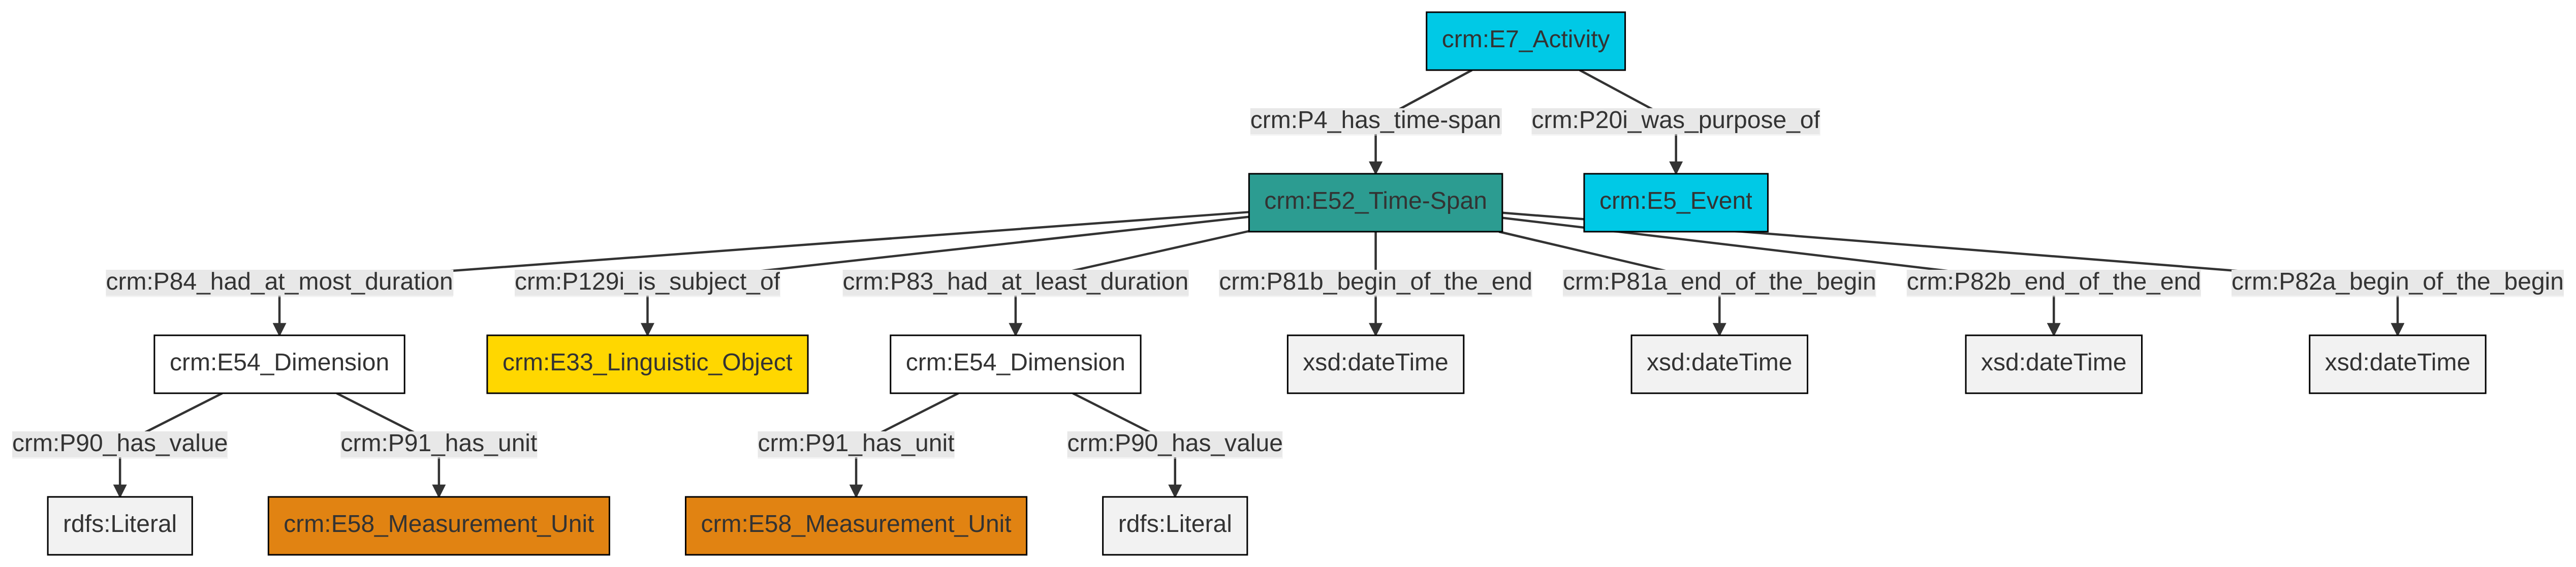 crm:E7_Activity
crm:P4_has_time-span
crm:P20i_was_purpose_of
crm:E52_Time-Span
crm:E5_Event
crm:P84_had_at_most_duration
crm:P129i_is_subject_of
crm:P83_had_at_least_duration
crm:P81b_begin_of_the_end
crm:P81a_end_of_the_begin
crm:P82b_end_of_the_end
crm:P82a_begin_of_the_begin
crm:E54_Dimension
crm:E33_Linguistic_Object
crm:E54_Dimension
xsd:dateTime
xsd:dateTime
xsd:dateTime
xsd:dateTime
crm:P90_has_value
crm:P91_has_unit
crm:P91_has_unit
crm:P90_has_value
rdfs:Literal
crm:E58_Measurement_Unit
crm:E58_Measurement_Unit
rdfs:Literal